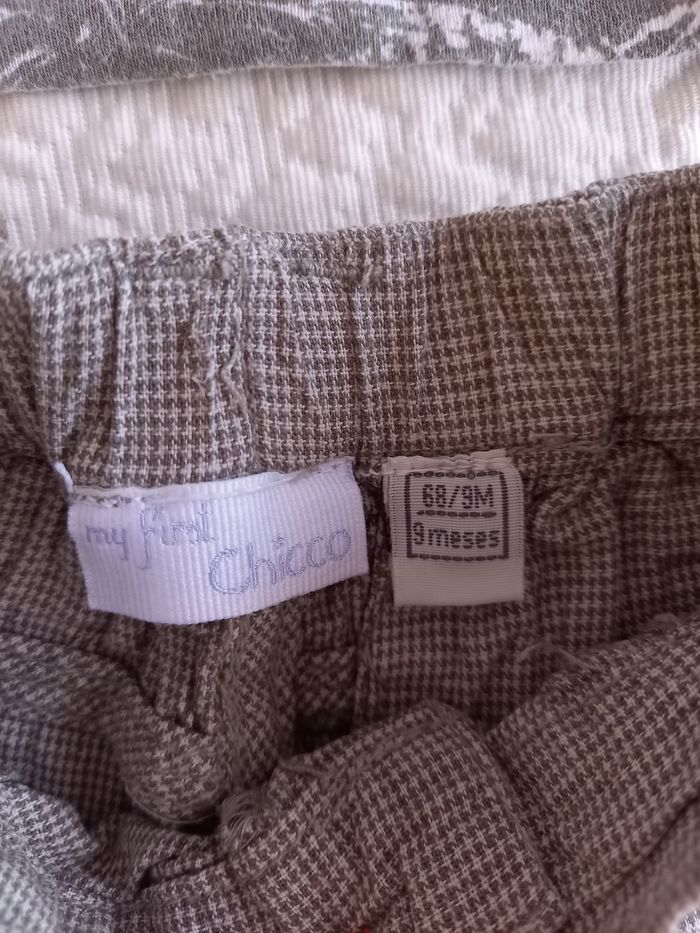 my first
Chicco
68/9M
9 meses